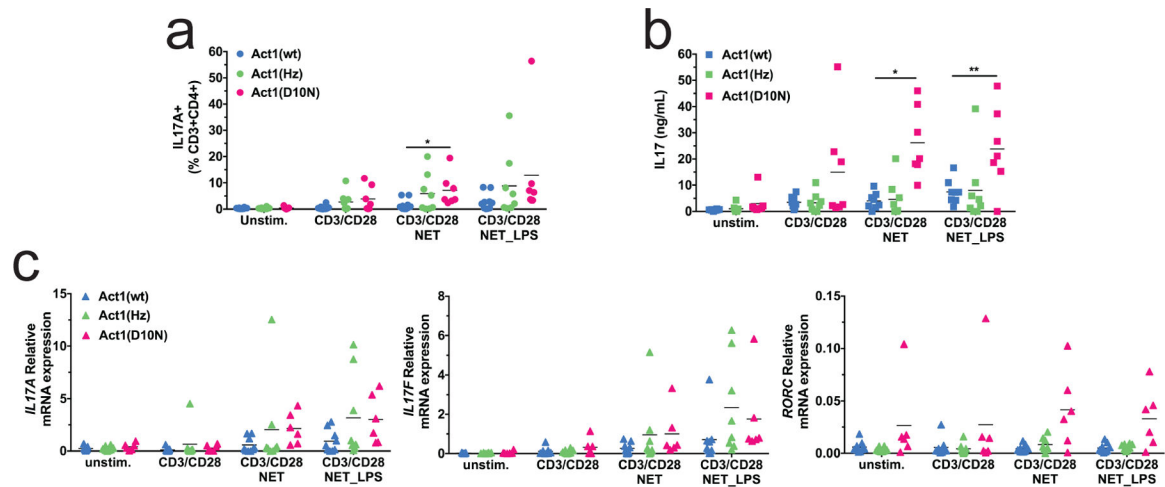 a
60
50
40
30
20
10
0
IL17A+
(% CD3+CD4+)
Act1(wt)
Act1(Hz)
Act1(D10N)
*
Unstim.
CD3/CD28
CD3/CD28
NET
CD3/CD28
NET_LPS
b
60
50
40
30
20
10
0
IL17 (ng/mL)
Act1(wt)
Act1(Hz)
Act1(D10N)
*
**
unstim.
CD3/CD28
CD3/CD28
NET
CD3/CD28
NET_LPS
c
15
10
5
0
IL17A Relative
mRNA expression
Act1(wt)
Act1(Hz)
Act1(D10N)
unstim.
CD3/CD28
CD3/CD28
NET
CD3/CD28
NET_LPS
8
6
4
2
0
IL17F Relative
mRNA expression
unstim.
CD3/CD28
CD3/CD28
NET
CD3/CD28
NET_LPS
0.15
0.10
0.05
0.00
RORC Relative
mRNA expression
unstim.
CD3/CD28
CD3/CD28
NET
CD3/CD28
NET_LPS